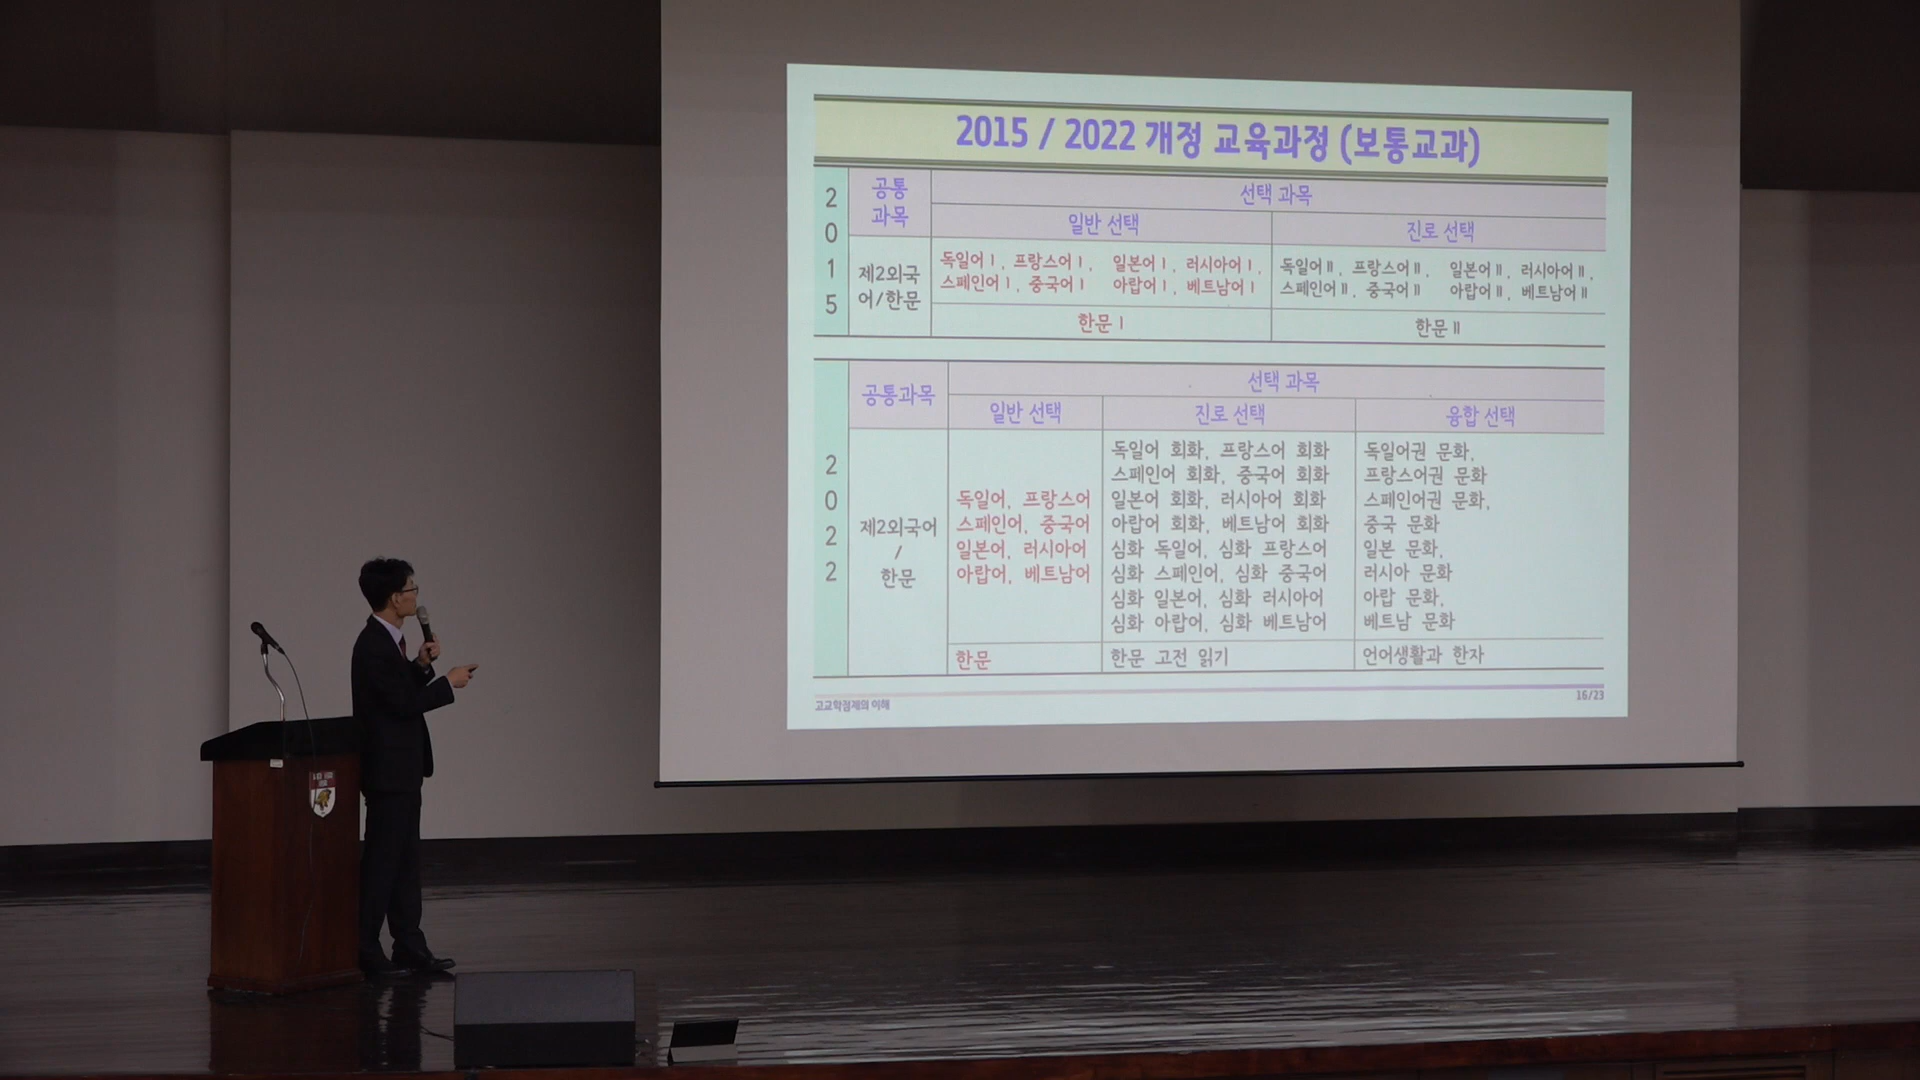 2015 / 2022 개정 교육과정 (보통교과)
2015
공통
과목
선택 과목
일반 선택
진로 선택
제2외국
어/한문
독일어Ⅰ, 프랑스어Ⅰ, 일본어Ⅰ, 러시아어Ⅰ,
스페인어Ⅰ, 중국어Ⅰ 아랍어Ⅰ, 베트남어Ⅰ
독일어Ⅱ, 프랑스어Ⅱ, 일본어Ⅱ, 러시아어Ⅱ,
스페인어Ⅱ, 중국어Ⅱ 아랍어Ⅱ, 베트남어Ⅱ
한문Ⅰ
한문Ⅱ
2022
공통과목
선택 과목
일반 선택
진로 선택
융합 선택
제2외국어
/
한문
독일어, 프랑스어
스페인어, 중국어
일본어, 러시아어
아랍어, 베트남어
독일어 회화, 프랑스어 회화
스페인어 회화, 중국어 회화
일본어 회화, 러시아어 회화
아랍어 회화, 베트남어 회화
심화 독일어, 심화 프랑스어
심화 스페인어, 심화 중국어
심화 일본어, 심화 러시아어
심화 아랍어, 심화 베트남어
독일어권 문화,
프랑스어권 문화
스페인어권 문화,
중국 문화
일본 문화,
러시아 문화
아랍 문화,
베트남 문화
한문
한문 고전 읽기
언어생활과 한자
고교학점제의 이해
16/23